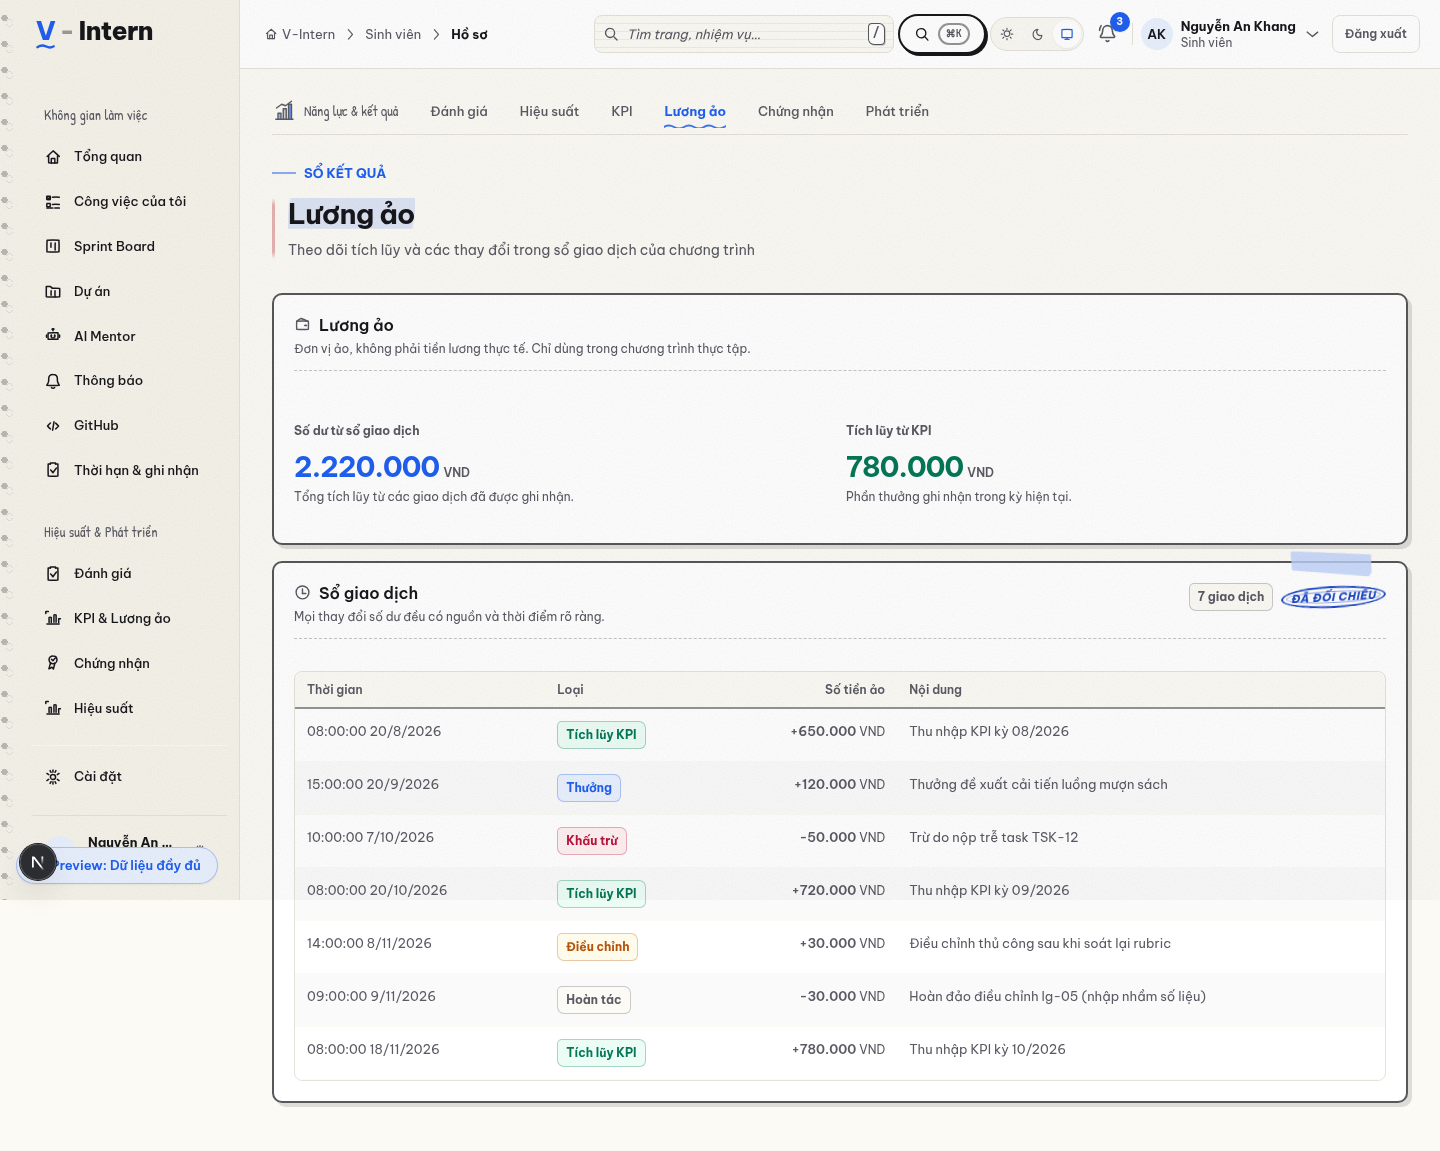 V - Intern
V-Intern
Sinh viên
Hồ sơ
Tìm trang, nhiệm vụ...
/
⌘K
3
AK
Nguyễn An Khang
Sinh viên
Đăng xuất
Không gian làm việc
Tổng quan
Công việc của tôi
Sprint Board
Dự án
AI Mentor
Thông báo
GitHub
Thời hạn & ghi nhận
Hiệu suất & Phát triển
Đánh giá
KPI & Lương ảo
Chứng nhận
Hiệu suất
Cài đặt
Nguyễn An ...
N
Preview: Dữ liệu đầy đủ
Năng lực & kết quả
Đánh giá
Hiệu suất
KPI
Lương ảo
Chứng nhận
Phát triển
SỔ KẾT QUẢ
Lương ảo
Theo dõi tích lũy và các thay đổi trong sổ giao dịch của chương trình
Lương ảo
Đơn vị ảo, không phải tiền lương thực tế. Chỉ dùng trong chương trình thực tập.
Số dư từ sổ giao dịch
2.220.000 VND
Tổng tích lũy từ các giao dịch đã được ghi nhận.
Tích lũy từ KPI
780.000 VND
Phần thưởng ghi nhận trong kỳ hiện tại.
Sổ giao dịch
Mọi thay đổi số dư đều có nguồn và thời điểm rõ ràng.
7 giao dịch
ĐÃ ĐỐI CHIẾU
Thời gian Loại Số tiền ảo Nội dung
08:00:00 20/8/2026 Tích lũy KPI +650.000 VND Thu nhập KPI kỳ 08/2026
15:00:00 20/9/2026 Thưởng +120.000 VND Thưởng đề xuất cải tiến luồng mượn sách
10:00:00 7/10/2026 Khấu trừ -50.000 VND Trừ do nộp trễ task TSK-12
08:00:00 20/10/2026 Tích lũy KPI +720.000 VND Thu nhập KPI kỳ 09/2026
14:00:00 8/11/2026 Điều chỉnh +30.000 VND Điều chỉnh thủ công sau khi soát lại rubric
09:00:00 9/11/2026 Hoàn tác -30.000 VND Hoàn đảo điều chỉnh lg-05 (nhập nhầm số liệu)
08:00:00 18/11/2026 Tích lũy KPI +780.000 VND Thu nhập KPI kỳ 10/2026